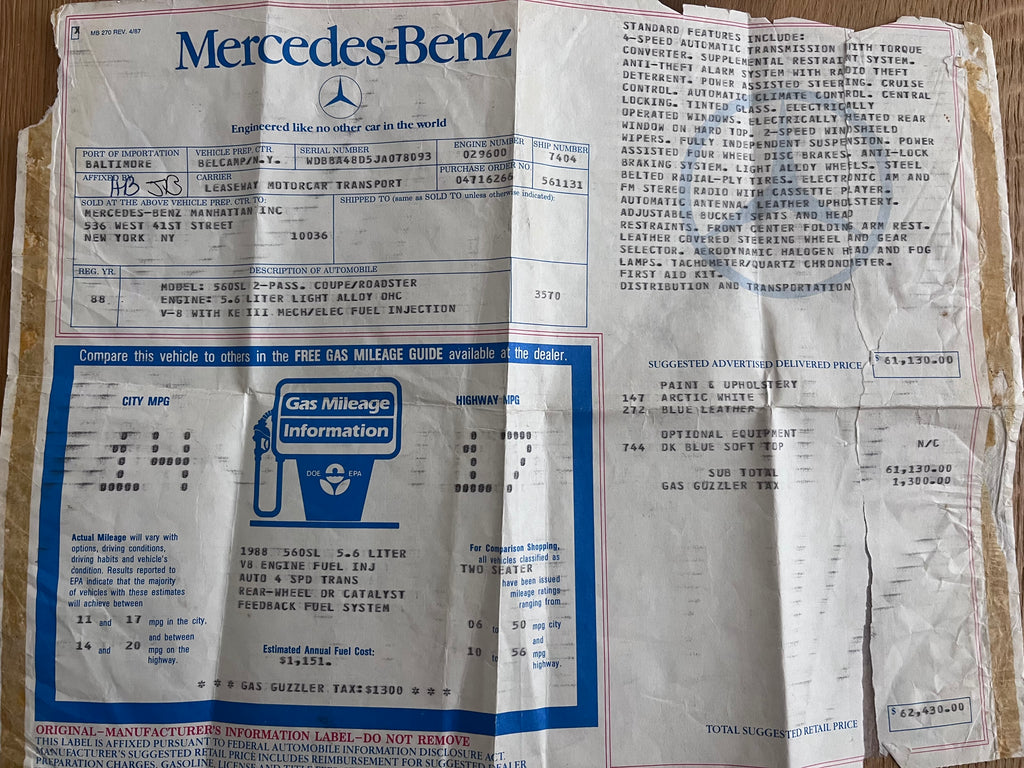 MB 270 REV. 4/87
Mercedes-Benz
Engineered like no other car in the world
PORT OF IMPORTATION
BALTIMORE
VEHICLE PREP. CTR.
BELCAMP/N.Y.
SERIAL NUMBER
WDBBA48D5JA078093
ENGINE NUMBER
029600
SHIP NUMBER
7404
AFFIXED BY
CARRIER
LEASEWAY MOTORCAR TRANSPORT
PURCHASE ORDER NO.
04716266
561131
SOLD AT THE ABOVE VEHICLE PREP. CTR TO:
MERCEDES-BENZ MANHATTAN INC
536 WEST 41ST STREET
NEW YORK NY 10036
SHIPPED TO (same as SOLD TO unless otherwise indicated):
REG. YR.
88
DESCRIPTION OF AUTOMOBILE
MODEL: 560SL 2-PASS. COUPE/ROADSTER
ENGINE: 5.6 LITER LIGHT ALLOY OHC
V-8 WITH KE III MECH/ELEC FUEL INJECTION
3570
Compare this vehicle to others in the FREE GAS MILEAGE GUIDE available at the dealer.
CITY MPG
14
Gas Mileage
Information
DOE EPA
HIGHWAY MPG
17
Actual Mileage will vary with
options, driving conditions,
driving habits and vehicle's
condition. Results reported to
EPA indicate that the majority
of vehicles with these estimates
will achieve between
11 and 17 mpg in the city,
and between
14 and 20 mpg on the
highway.
1988 560SL 5.6 LITER
V8 ENGINE FUEL INJ
AUTO 4 SPD TRANS
REAR-WHEEL DR CATALYST
FEEDBACK FUEL SYSTEM
Estimated Annual Fuel Cost:
$1,151.
For Comparison Shopping,
all vehicles classified as
TWO SEATER
have been issued
mileage ratings
ranging from
06 to 50 mpg city
and
10 to 56 mpg
highway.
* * * GAS GUZZLER TAX:$1300 * * *
ORIGINAL–MANUFACTURER'S INFORMATION LABEL–DO NOT REMOVE
THIS LABEL IS AFFIXED PURSUANT TO FEDERAL AUTOMOBILE INFORMATION DISCLOSURE ACT.
MANUFACTURER'S SUGGESTED RETAIL PRICE INCLUDES REIMBURSEMENT FOR SUGGESTED DEALER
PREPARATION CHARGES, GASOLINE, LICENSE AND TITLE
STANDARD FEATURES INCLUDE:
4-SPEED AUTOMATIC TRANSMISSION WITH TORQUE
CONVERTER. SUPPLEMENTAL RESTRAINT SYSTEM.
ANTI-THEFT ALARM SYSTEM WITH RADIO THEFT
DETERRENT. POWER ASSISTED STEERING. CRUISE
CONTROL. AUTOMATIC CLIMATE CONTROL. CENTRAL
LOCKING. TINTED GLASS. ELECTRICALLY
OPERATED WINDOWS. ELECTRICALLY HEATED REAR
WINDOW ON HARD TOP. 2-SPEED WINDSHIELD
WIPERS. FULLY INDEPENDENT SUSPENSION. POWER
ASSISTED FOUR WHEEL DISC BRAKES. ANTI-LOCK
BRAKING SYSTEM. LIGHT ALLOY WHEELS. STEEL
BELTED RADIAL-PLY TIRES. ELECTRONIC AM AND
FM STEREO RADIO WITH CASSETTE PLAYER.
AUTOMATIC ANTENNA. LEATHER UPHOLSTERY.
ADJUSTABLE BUCKET SEATS AND HEAD
RESTRAINTS. FRONT CENTER FOLDING ARM REST.
LEATHER COVERED STEERING WHEEL AND GEAR
SELECTOR. AERODYNAMIC HALOGEN HEAD AND FOG
LAMPS. TACHOMETER/QUARTZ CHRONOMETER.
FIRST AID KIT.
DISTRIBUTION AND TRANSPORTATION
SUGGESTED ADVERTISED DELIVERED PRICE $ 61,130.00
PAINT & UPHOLSTERY
147 ARCTIC WHITE
272 BLUE LEATHER
OPTIONAL EQUIPMENT
744 DK BLUE SOFT TOP N/C
SUB TOTAL 61,130.00
GAS GUZZLER TAX 1,300.00
TOTAL SUGGESTED RETAIL PRICE $ 62,430.00